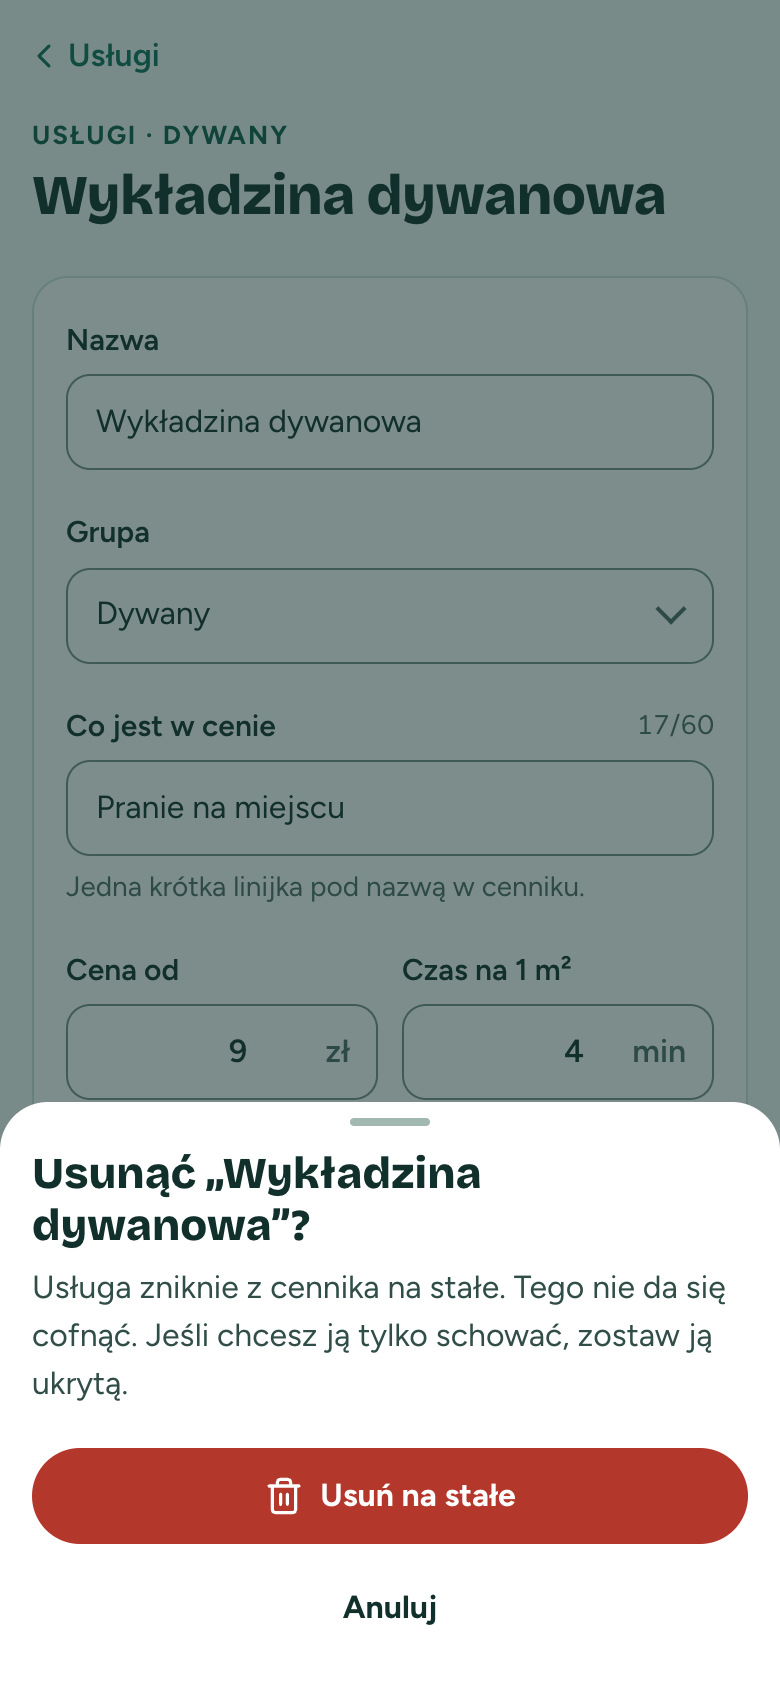 Usługi
USŁUGI · DYWANY
Wykładzina dywanowa
Nazwa
Wykładzina dywanowa
Grupa
Dywany
Co jest w cenie 17/60
Pranie na miejscu
Jedna krótka linijka pod nazwą w cenniku.
Cena od Czas na 1 m²
9 zł 4 min
Usunąć „Wykładzina
dywanowa”?
Usługa zniknie z cennika na stałe. Tego nie da się
cofnąć. Jeśli chcesz ją tylko schować, zostaw ją
ukrytą.
Usuń na stałe
Anuluj